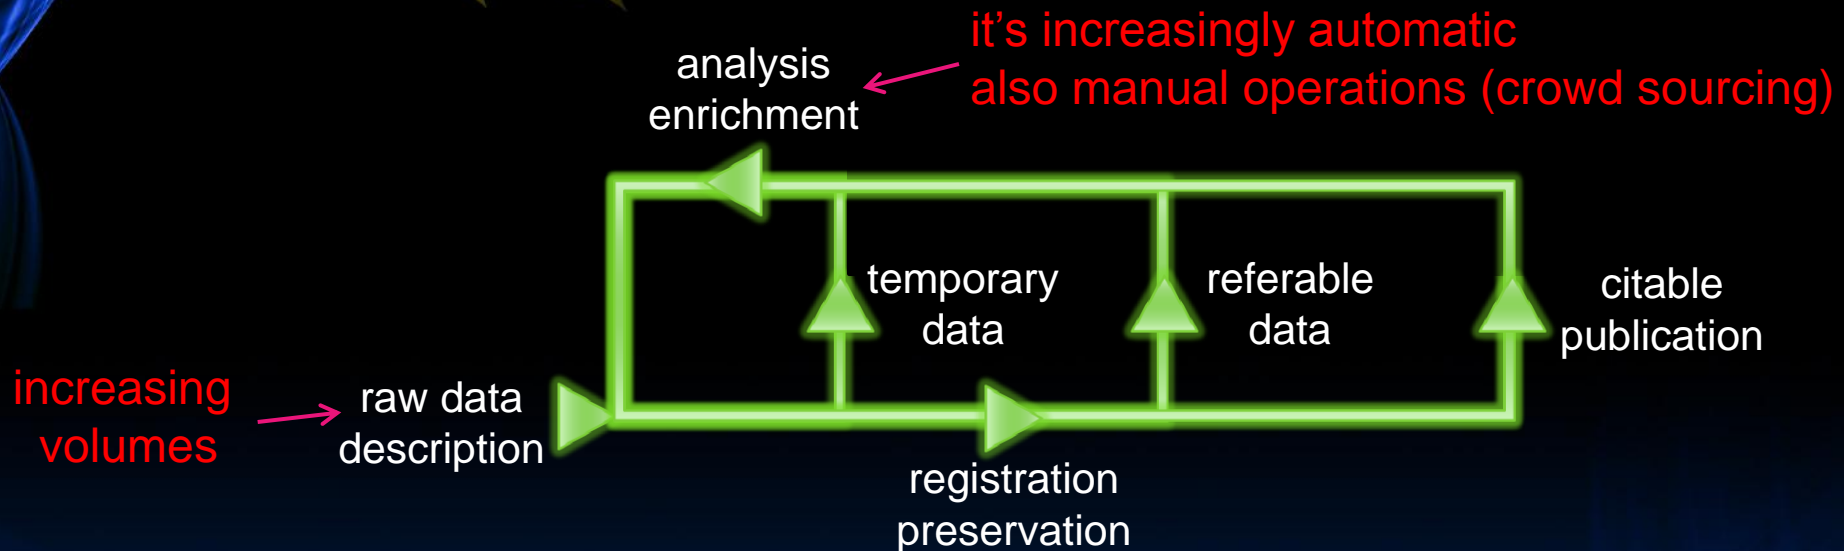 it’s increasingly automatic
also manual operations (crowd sourcing)
analysis
enrichment
temporary
data
referable
data
citable
publication
increasing
volumes
raw data
description
registration
preservation